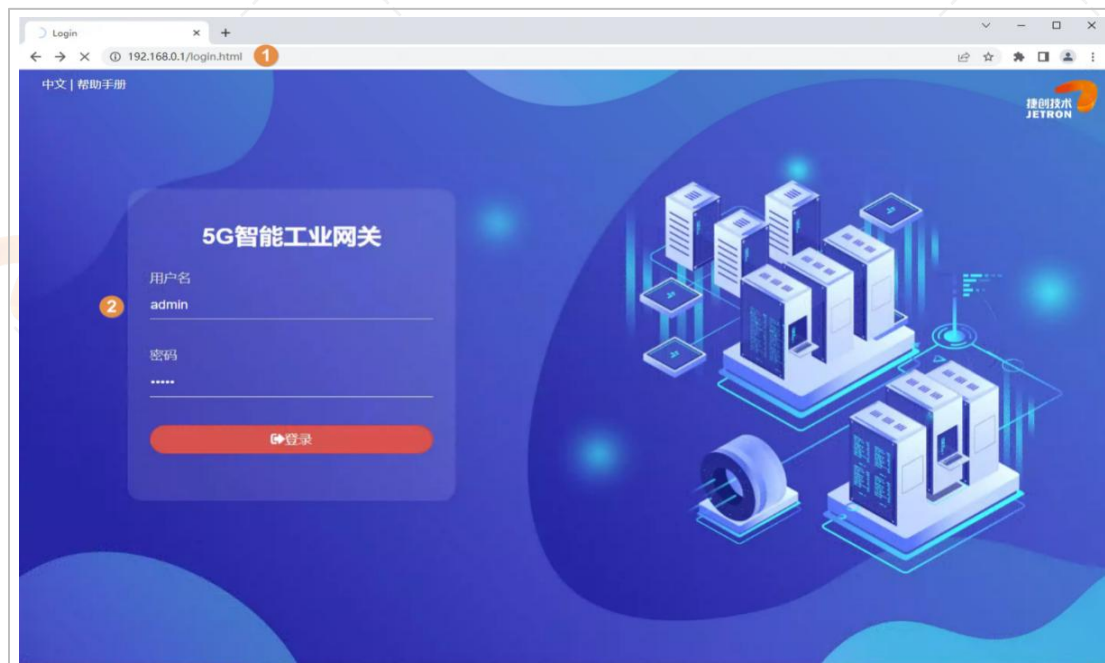 Login
192.168.0.1/login.html
1
中文 | 帮助手册
捷创技术
JETRON
5G智能工业网关
用户名
2
admin
密码
•••••
登录